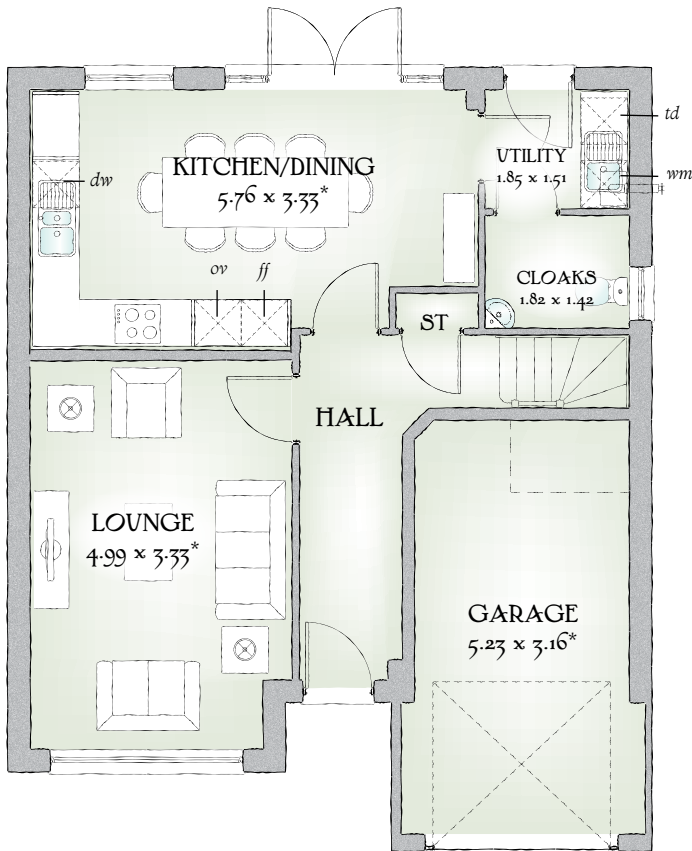 td
KITCHEN/DINING
5.76 x 3.33*
UTILITY
1.85 x 1.51
dw
wm
ov
ff
CLOAKS
1.82 x 1.42
ST
HALL
LOUNGE
4.99 x 3.33*
GARAGE
5.23 x 3.16*